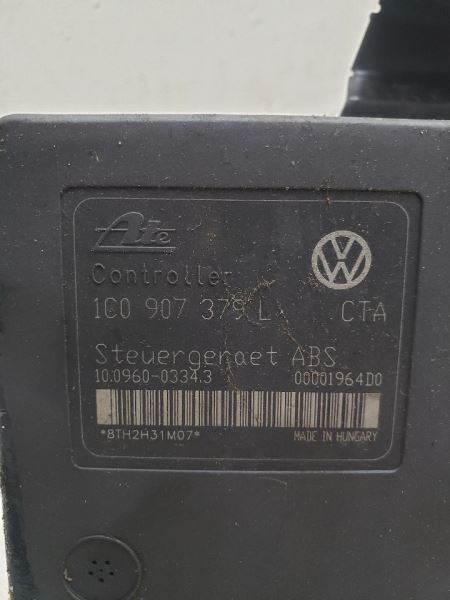 Ate
Controller
1C0 907 379 L CTA
Steuergeraet ABS
10.0960-0334.3 00001964D0
*8TH2H31M07* MADE IN HUNGARY